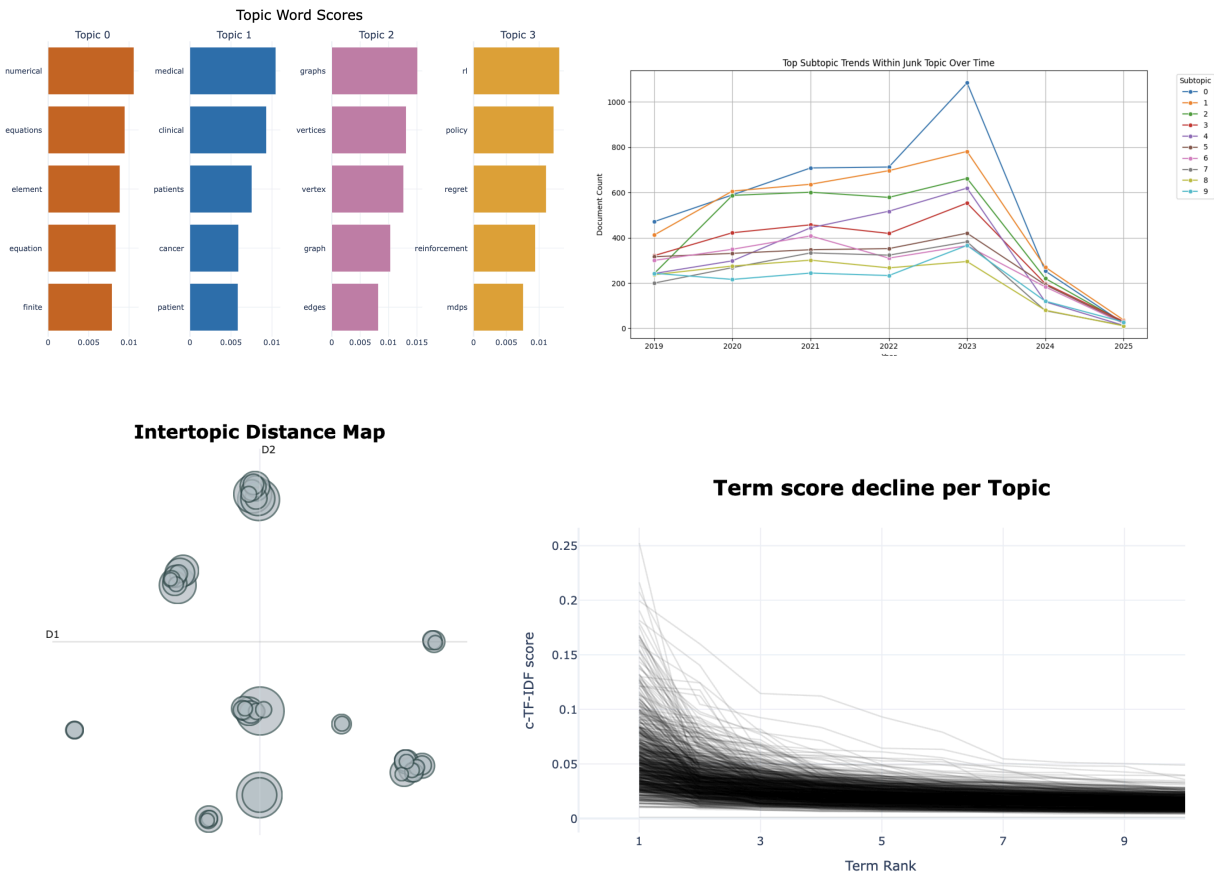 Topic Word Scores
Topic 0
numerical
equations
element
equation
finite
0 0.005 0.01
Topic 1
medical
clinical
patients
cancer
patient
0 0.005 0.01
Topic 2
graphs
vertices
vertex
graph
edges
0 0.005 0.01 0.015
Topic 3
rl
policy
regret
reinforcement
mdps
0 0.005 0.01
Top Subtopic Trends Within Junk Topic Over Time
Document Count
1000
800
600
400
200
0
2019 2020 2021 2022 2023 2024 2025
Subtopic
0
1
2
3
4
5
6
7
8
9
Intertopic Distance Map
D2
D1
Term score decline per Topic
c-TF-IDF score
0.25
0.2
0.15
0.1
0.05
0
1 3 5 7 9
Term Rank